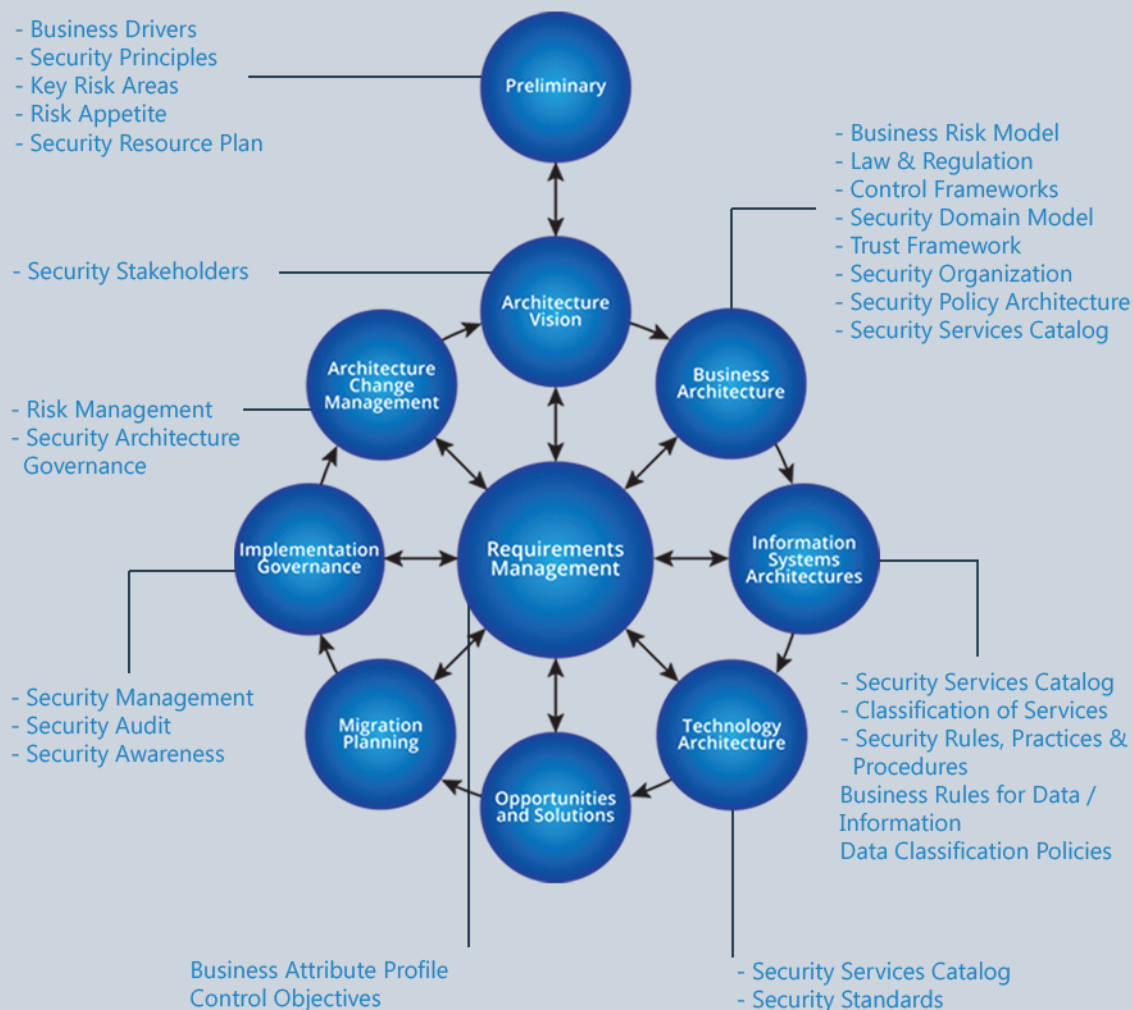 - Business Drivers
- Security Principles
- Key Risk Areas
- Risk Appetite
- Security Resource Plan
Preliminary
- Business Risk Model
- Law & Regulation
- Control Frameworks
- Security Domain Model
- Trust Framework
- Security Organization
- Security Policy Architecture
- Security Services Catalog
- Security Stakeholders
Architecture
Vision
Architecture
Change
Management
Business
Architecture
- Risk Management
- Security Architecture
Governance
Implementation
Governance
Requirements
Management
Information
Systems
Architectures
- Security Management
- Security Audit
- Security Awareness
Migration
Planning
Technology
Architecture
- Security Services Catalog
- Classification of Services
- Security Rules, Practices &
Procedures
Business Rules for Data /
Information
Data Classification Policies
Opportunities
and Solutions
Business Attribute Profile
Control Objectives
- Security Services Catalog
- Security Standards